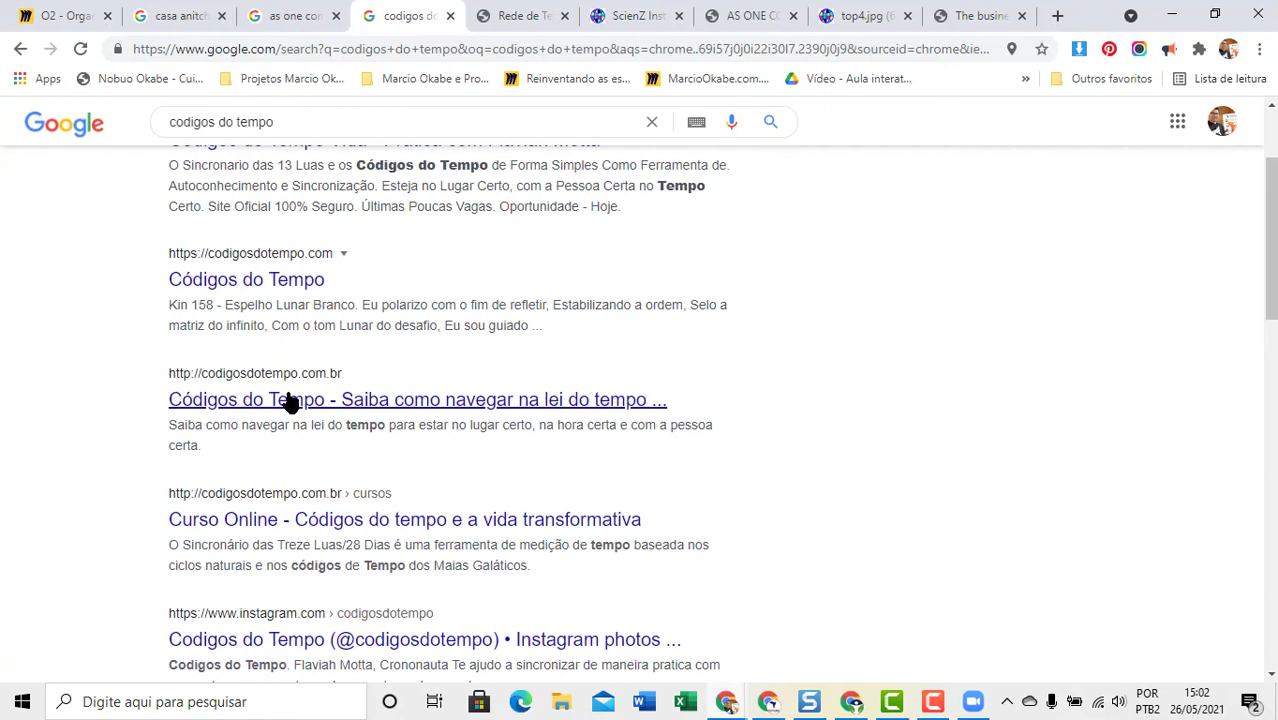 O2 - Orga
casa anitch
as one cor
codigos do
Rede de Te
ScienZ Inst
AS ONE CO
top4.jpg (6
The busine
https://www.google.com/search?q=codigos+do+tempo&oq=codigos+do+tempo&aqs=chrome..69i57j0j0i22i30l7.2390j0j9&sourceid=chrome&ie...
Apps
Nobuo Okabe - Cui...
Projetos Marcio Ok...
Marcio Okabe e Pro...
Reinventando as es...
MarcioOkabe.com....
Vídeo - Aula interat...
»
Outros favoritos
Lista de leitura
Google
codigos do tempo
O Sincronario das 13 Luas e os Códigos do Tempo de Forma Simples Como Ferramenta de.
Autoconhecimento e Sincronização. Esteja no Lugar Certo, com a Pessoa Certa no Tempo
Certo. Site Oficial 100% Seguro. Últimas Poucas Vagas. Oportunidade - Hoje.
https://codigosdotempo.com
Códigos do Tempo
Kin 158 - Espelho Lunar Branco. Eu polarizo com o fim de refletir, Estabilizando a ordem, Selo a
matriz do infinito, Com o tom Lunar do desafio, Eu sou guiado ...
http://codigosdotempo.com.br
Códigos do Tempo - Saiba como navegar na lei do tempo ...
Saiba como navegar na lei do tempo para estar no lugar certo, na hora certa e com a pessoa
certa.
http://codigosdotempo.com.br › cursos
Curso Online - Códigos do tempo e a vida transformativa
O Sincronário das Treze Luas/28 Dias é uma ferramenta de medição de tempo baseada nos
ciclos naturais e nos códigos de Tempo dos Maias Galáticos.
https://www.instagram.com › codigosdotempo
Codigos do Tempo (@codigosdotempo) • Instagram photos ...
Codigos do Tempo. Flaviah Motta, Crononauta Te ajudo a sincronizar de maneira pratica com
Digite aqui para pesquisar
POR
PTB2
15:02
26/05/2021
2